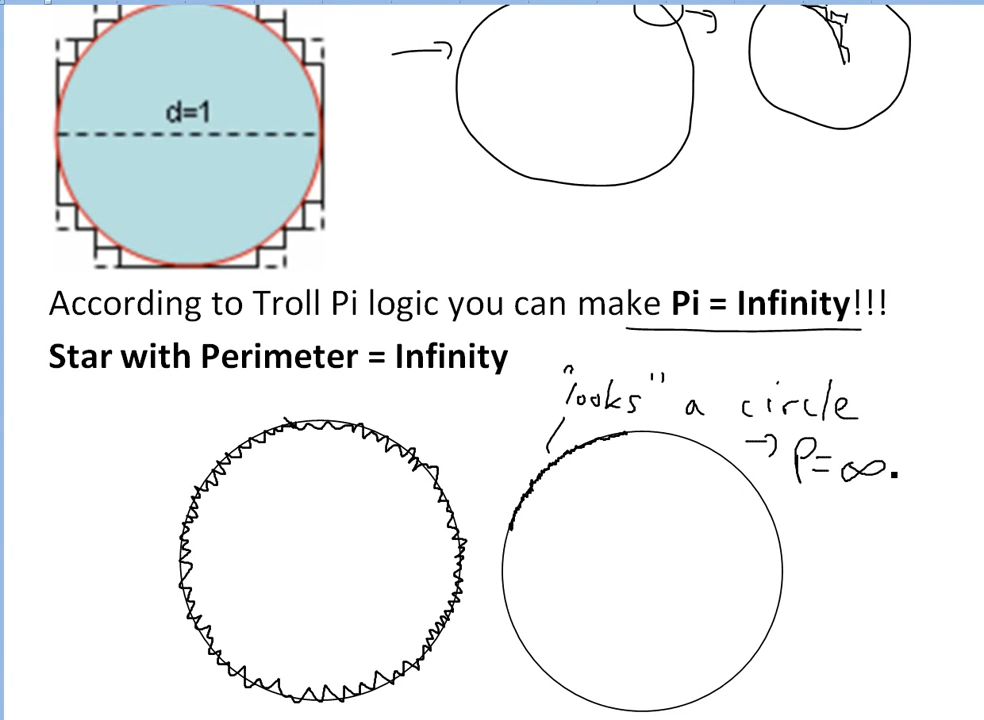 d=1
According to Troll Pi logic you can make Pi = Infinity!!!
Star with Perimeter = Infinity
"looks" a circle
→ P=∞.